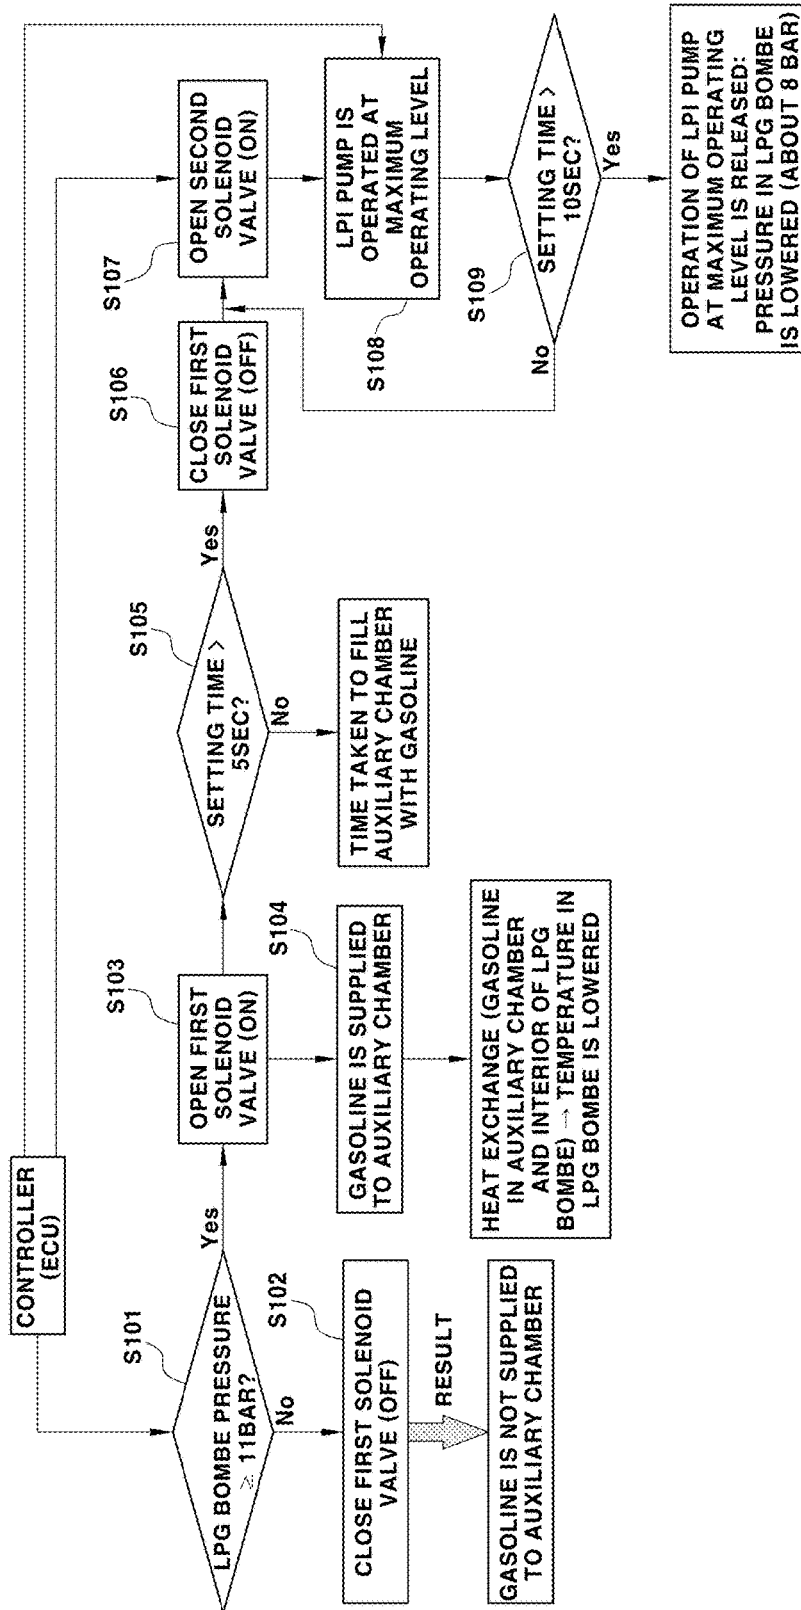 CONTROLLER
(ECU)
S101
LPG BOMBE PRESSURE
≥ 11BAR?
Yes
No
S102
CLOSE FIRST SOLENOID
VALVE (OFF)
RESULT
GASOLINE IS NOT SUPPLIED
TO AUXILIARY CHAMBER
S103
OPEN FIRST
SOLENOID
VALVE (ON)
S104
GASOLINE IS SUPPLIED
TO AUXILIARY CHAMBER
HEAT EXCHANGE (GASOLINE
IN AUXILIARY CHAMBER
AND INTERIOR OF LPG
BOMBE) → TEMPERATURE IN
LPG BOMBE IS LOWERED
S105
SETTING TIME >
5SEC?
Yes
No
TIME TAKEN TO FILL
AUXILIARY CHAMBER
WITH GASOLINE
S106
CLOSE FIRST
SOLENOID
VALVE (OFF)
S107
OPEN SECOND
SOLENOID
VALVE (ON)
LPI PUMP IS
OPERATED AT
MAXIMUM
OPERATING LEVEL
S108
S109
SETTING TIME >
10SEC?
No
Yes
OPERATION OF LPI PUMP
AT MAXIMUM OPERATING
LEVEL IS RELEASED:
PRESSURE IN LPG BOMBE
IS LOWERED (ABOUT 8 BAR)